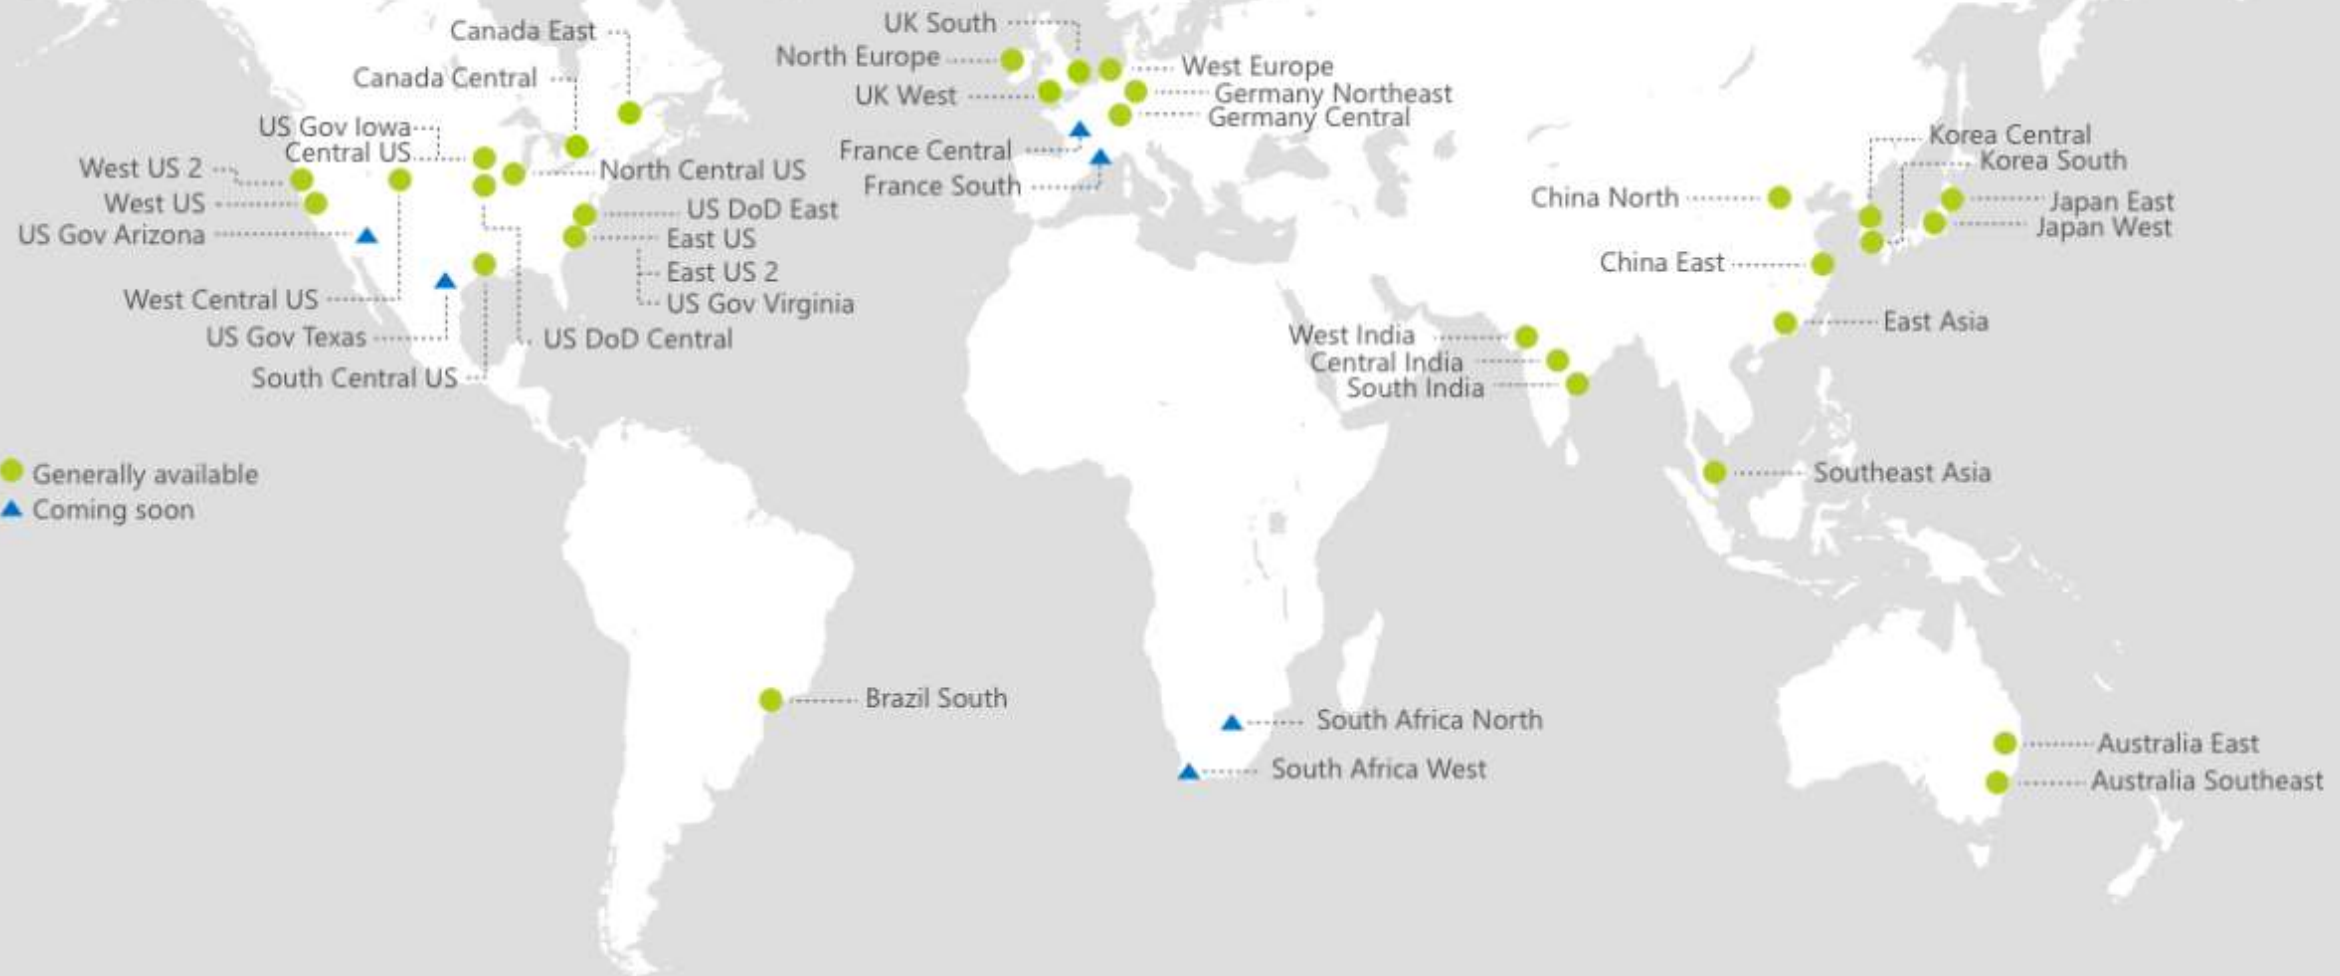 Canada East
Canada Central
US Gov Iowa
Central US
West US 2
West US
US Gov Arizona
West Central US
US Gov Texas
South Central US
North Central US
US DoD East
East US
East US 2
US Gov Virginia
US DoD Central
UK South
North Europe
UK West
West Europe
Germany Northeast
Germany Central
France Central
France South
Korea Central
Korea South
China North
Japan East
Japan West
China East
East Asia
West India
Central India
South India
Southeast Asia
Generally available
Coming soon
Brazil South
South Africa North
South Africa West
Australia East
Australia Southeast